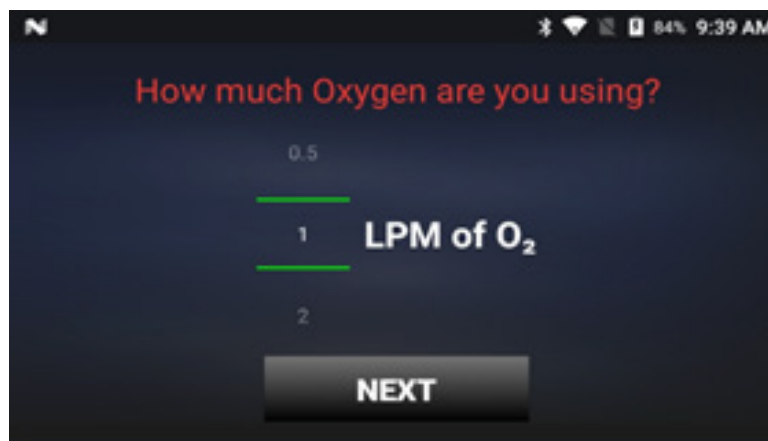 84% 9:39 AM
How much Oxygen are you using?
0.5
1 LPM of O₂
2
NEXT